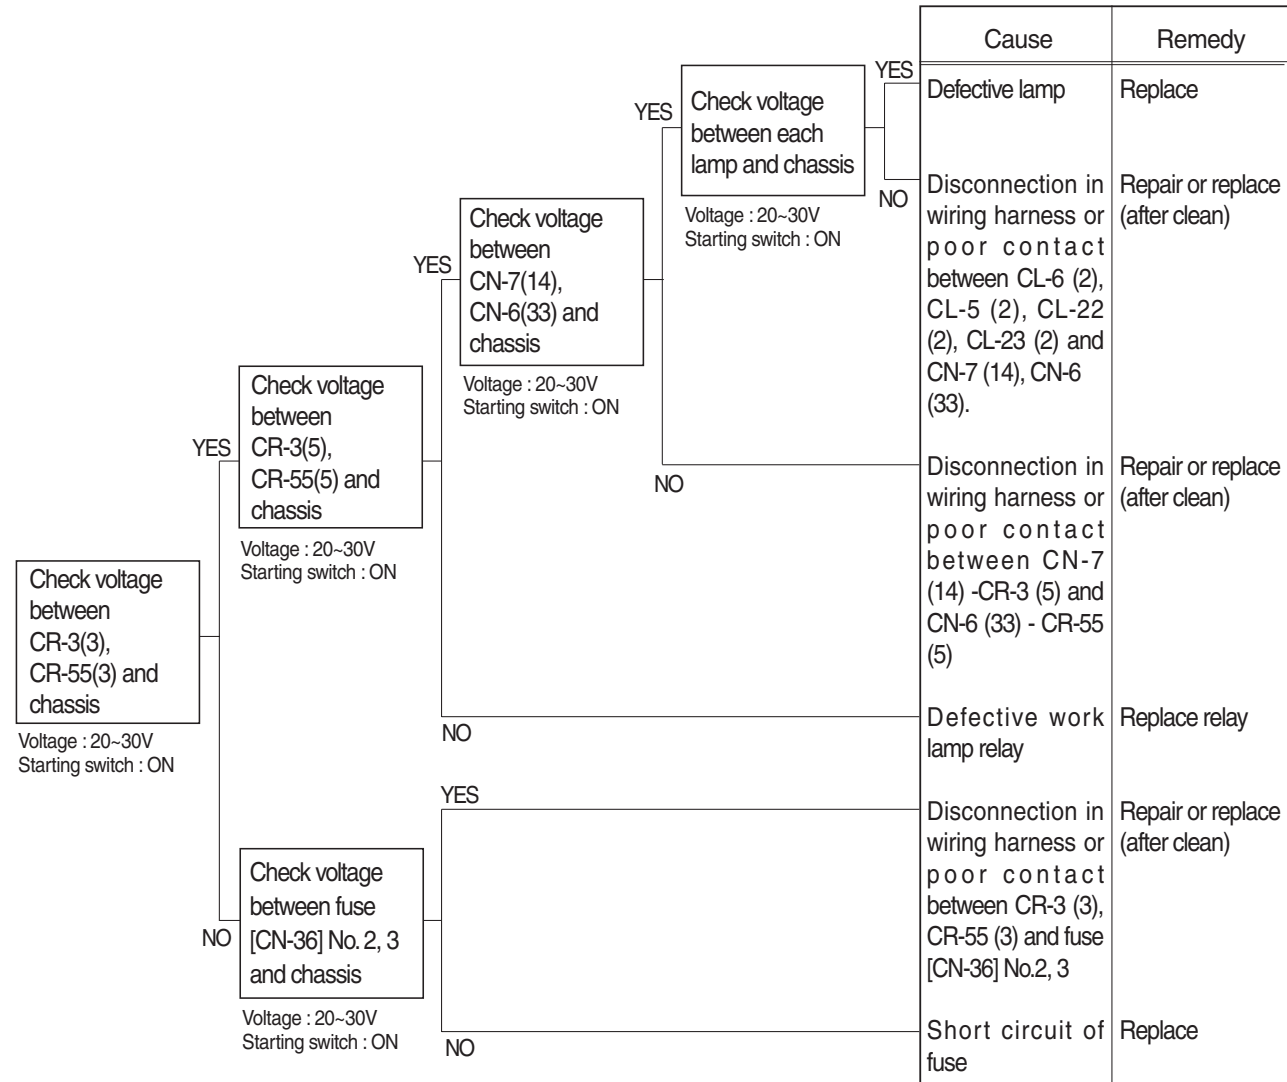 Cause
Remedy
YES
Defective lamp
Replace
YES
Check voltage
between each
lamp and chassis
Voltage : 20~30V
Starting switch : ON
NO
Disconnection in
wiring harness or
poor contact
between CL-6 (2),
CL-5 (2), CL-22
(2), CL-23 (2) and
CN-7 (14), CN-6
(33).
Repair or replace
(after clean)
YES
Check voltage
between
CN-7(14),
CN-6(33) and
chassis
Voltage : 20~30V
Starting switch : ON
NO
Disconnection in
wiring harness or
poor contact
between CN-7
(14) -CR-3 (5) and
CN-6 (33) - CR-55
(5)
Repair or replace
(after clean)
YES
Check voltage
between
CR-3(5),
CR-55(5) and
chassis
Voltage : 20~30V
Starting switch : ON
NO
Defective work
lamp relay
Replace relay
Check voltage
between
CR-3(3),
CR-55(3) and
chassis
Voltage : 20~30V
Starting switch : ON
YES
Disconnection in
wiring harness or
poor contact
between CR-3 (3),
CR-55 (3) and fuse
[CN-36] No.2, 3
Repair or replace
(after clean)
NO
Check voltage
between fuse
[CN-36] No. 2, 3
and chassis
Voltage : 20~30V
Starting switch : ON
NO
Short circuit of
fuse
Replace